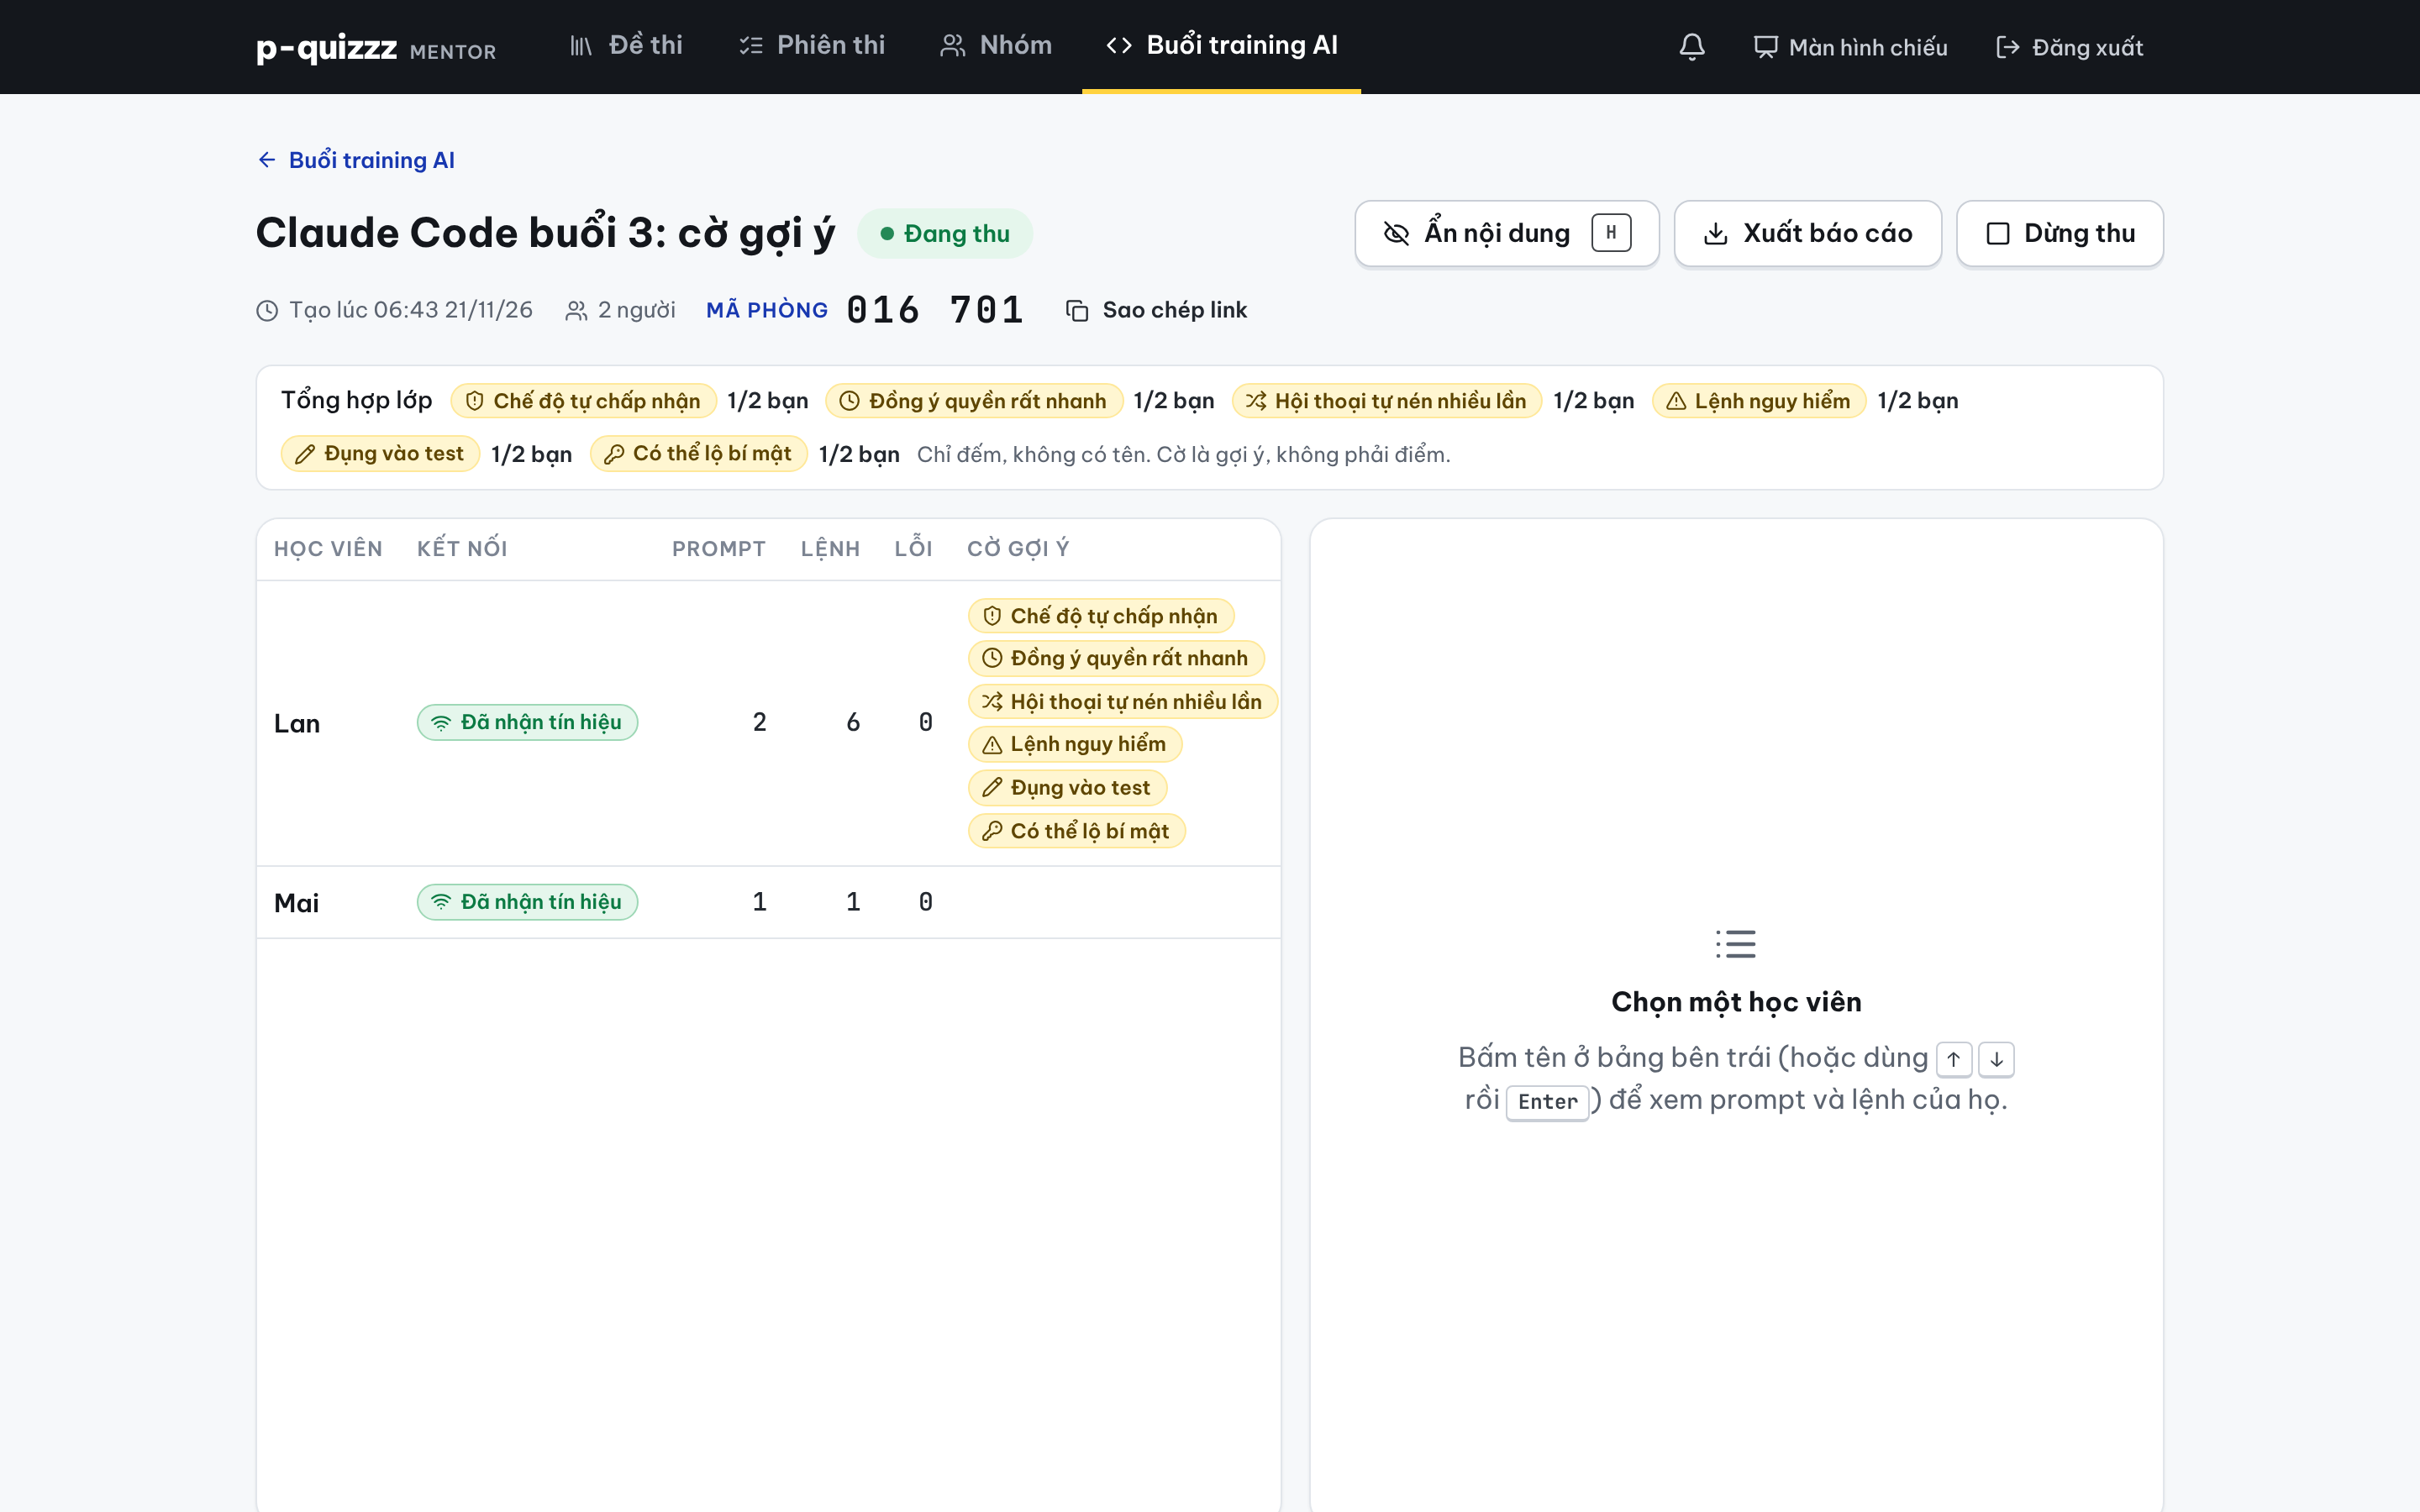 p-quizzz MENTOR Đề thi Phiên thi Nhóm Buổi training AI Màn hình chiếu Đăng xuất
Buổi training AI
Claude Code buổi 3: cờ gợi ý Đang thu Ẩn nội dung H Xuất báo cáo Dừng thu
Tạo lúc 06:43 21/11/26 2 người MÃ PHÒNG 016 701 Sao chép link
Tổng hợp lớp Chế độ tự chấp nhận 1/2 bạn Đồng ý quyền rất nhanh 1/2 bạn Hội thoại tự nén nhiều lần 1/2 bạn Lệnh nguy hiểm 1/2 bạn
Đụng vào test 1/2 bạn Có thể lộ bí mật 1/2 bạn Chỉ đếm, không có tên. Cờ là gợi ý, không phải điểm.
HỌC VIÊN KẾT NỐI PROMPT LỆNH LỖI CỜ GỢI Ý
Lan Đã nhận tín hiệu 2 6 0
Chế độ tự chấp nhận
Đồng ý quyền rất nhanh
Hội thoại tự nén nhiều lần
Lệnh nguy hiểm
Đụng vào test
Có thể lộ bí mật
Mai Đã nhận tín hiệu 1 1 0
Chọn một học viên
Bấm tên ở bảng bên trái (hoặc dùng ↑ ↓
rồi Enter) để xem prompt và lệnh của họ.